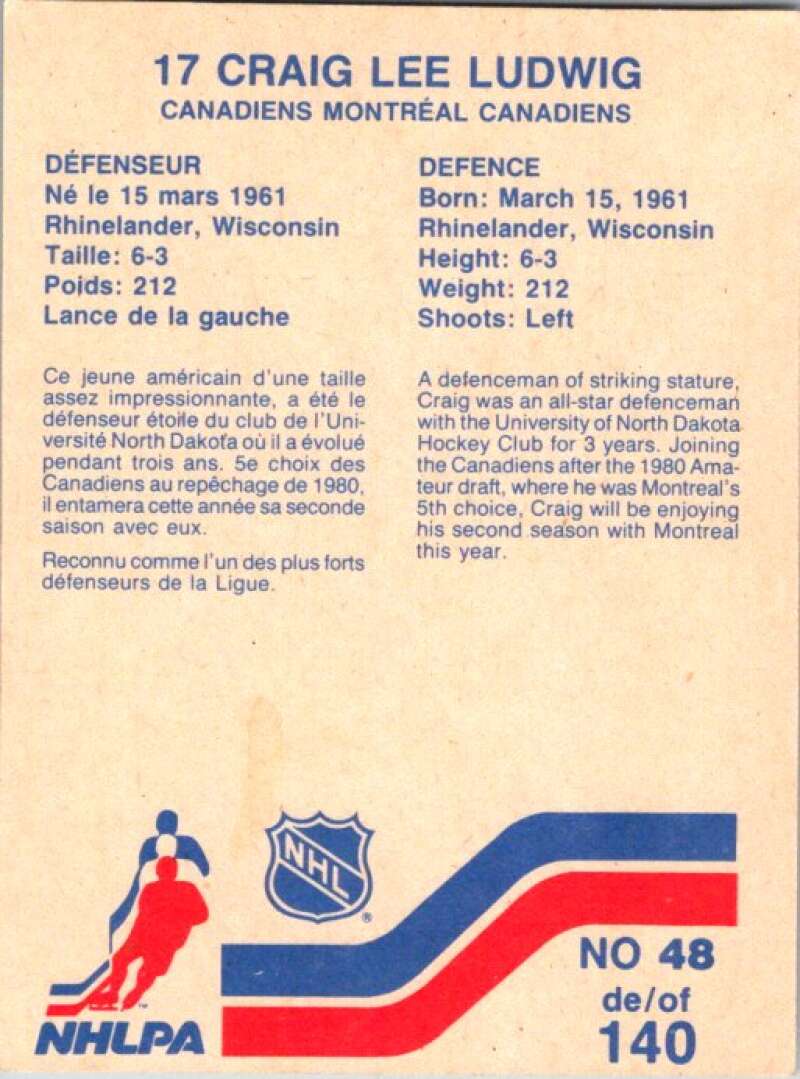 17 CRAIG LEE LUDWIG
CANADIENS MONTRÉAL CANADIENS
DÉFENSEUR
Né le 15 mars 1961
Rhinelander, Wisconsin
Taille: 6-3
Poids: 212
Lance de la gauche
Ce jeune américain d'une taille
assez impressionnante, a été le
défenseur étoile du club de l'Uni-
versité North Dakota où il a évolué
pendant trois ans. 5e choix des
Canadiens au repêchage de 1980,
il entamera cette année sa seconde
saison avec eux.
Reconnu comme l'un des plus forts
défenseurs de la Ligue.
DEFENCE
Born: March 15, 1961
Rhinelander, Wisconsin
Height: 6-3
Weight: 212
Shoots: Left
A defenceman of striking stature,
Craig was an all-star defenceman
with the University of North Dakota
Hockey Club for 3 years. Joining
the Canadiens after the 1980 Ama-
teur draft, where he was Montreal's
5th choice, Craig will be enjoying
his second season with Montreal
this year.
NHL
®
™
NHLPA
NO 48
de/of
140